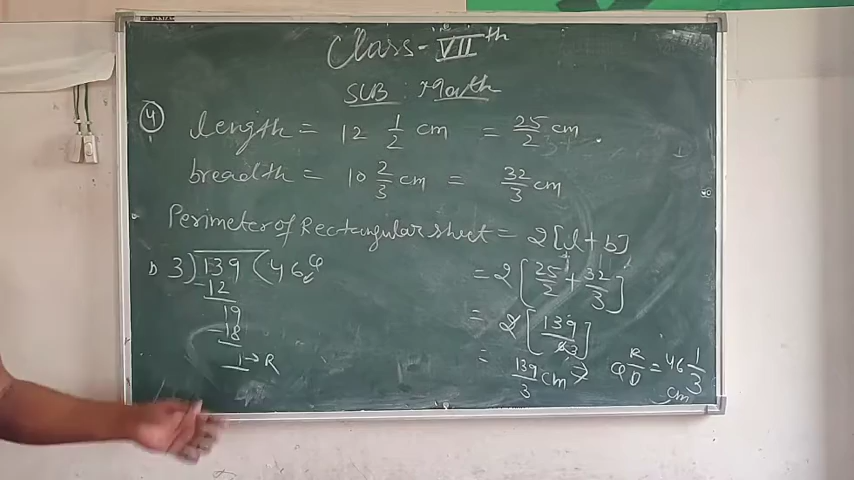 Class - VIIth
SUB : Math
4
length = 12 1/2 cm = 25/2 cm
breadth = 10 2/3 cm = 32/3 cm
Perimeter of Rectangular sheet = 2[l+b]
D 3)139(46 Q
= 2[25/2 + 32/3]
-12
19
= 2[139/6 3]
-18
1→R
= 139/3 cm ⇒ Q R/D = 46 1/3 cm